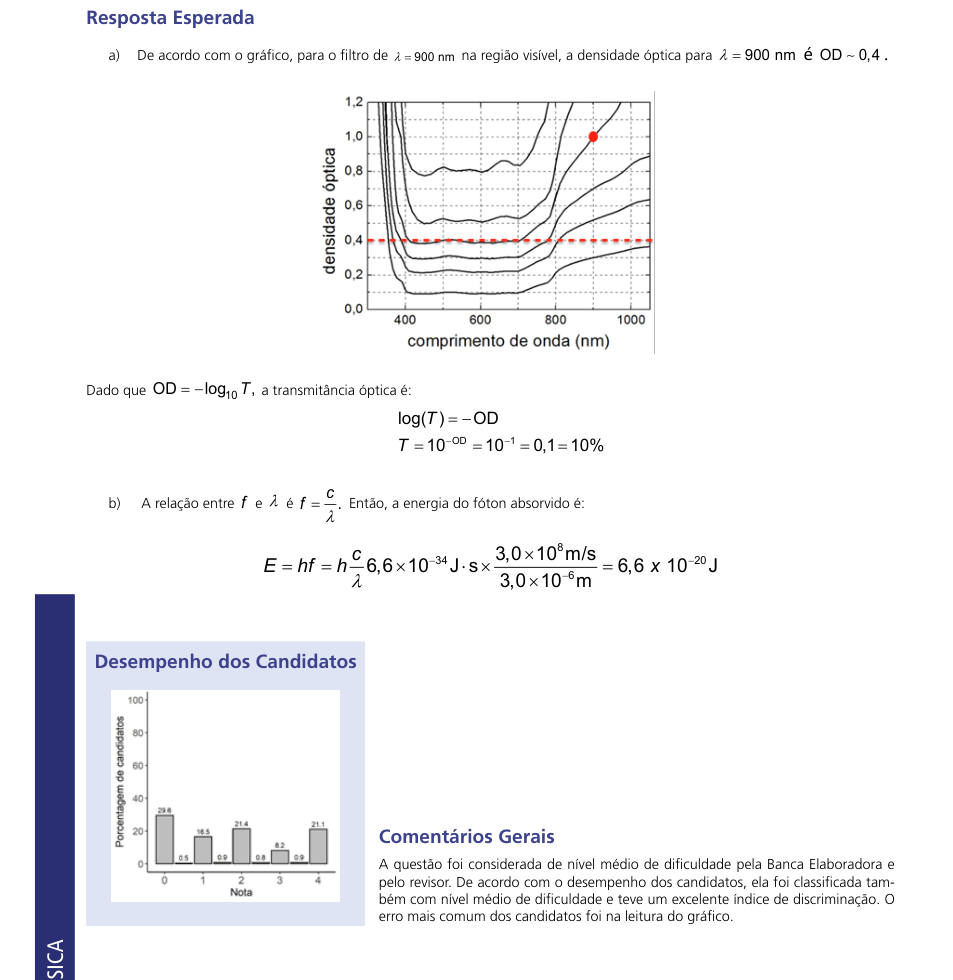 Resposta Esperada
a) De acordo com o gráfico, para o filtro de λ = 900 nm na região visível, a densidade óptica para λ = 900 nm é OD ~ 0,4 .
1,2
1,0
0,8
0,6
0,4
0,2
0,0
densidade óptica
400 600 800 1000
comprimento de onda (nm)
Dado que OD = −log₁₀ T, a transmitância óptica é:
log(T) = −OD
T = 10⁻ᴼᴰ = 10⁻¹ = 0,1 = 10%
b) A relação entre f e λ é f = c/λ. Então, a energia do fóton absorvido é:
E = hf = h c/λ 6,6 × 10⁻³⁴ J · s × 3,0 × 10⁸ m/s / 3,0 × 10⁻⁶ m = 6,6 x 10⁻²⁰ J
Desempenho dos Candidatos
100
80
60
40
20
0
Porcentagem de candidatos
29.6 0.5 16.5 0.9 21.4 0.8 8.2 0.9 21.1
0 1 2 3 4
Nota
Comentários Gerais
A questão foi considerada de nível médio de dificuldade pela Banca Elaboradora e
pelo revisor. De acordo com o desempenho dos candidatos, ela foi classificada tam-
bém com nível médio de dificuldade e teve um excelente índice de discriminação. O
erro mais comum dos candidatos foi na leitura do gráfico.
SICA